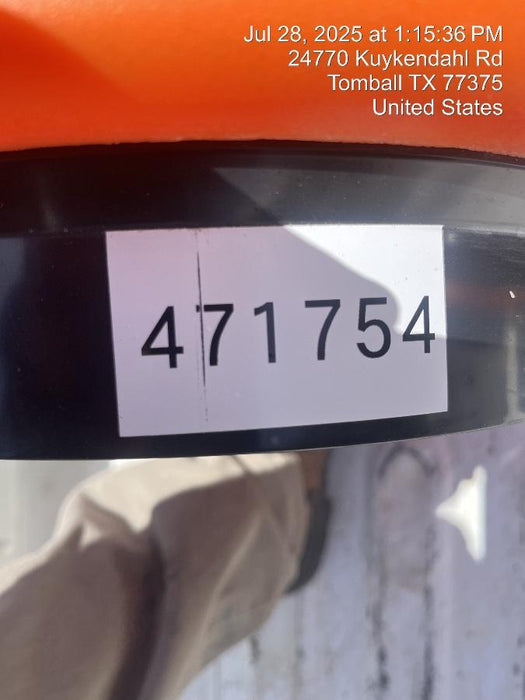 Jul 28, 2025 at 1:15:36 PM
24770 Kuykendahl Rd
Tomball TX 77375
United States
471754